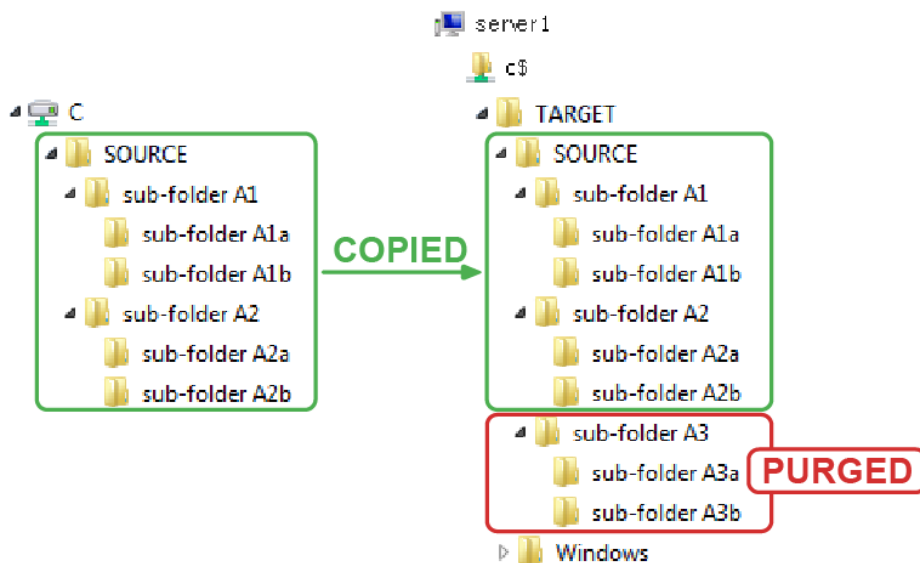 server1
c$
C
SOURCE
sub-folder A1
sub-folder A1a
sub-folder A1b
sub-folder A2
sub-folder A2a
sub-folder A2b
COPIED
TARGET
SOURCE
sub-folder A1
sub-folder A1a
sub-folder A1b
sub-folder A2
sub-folder A2a
sub-folder A2b
sub-folder A3
sub-folder A3a
sub-folder A3b
PURGED
Windows